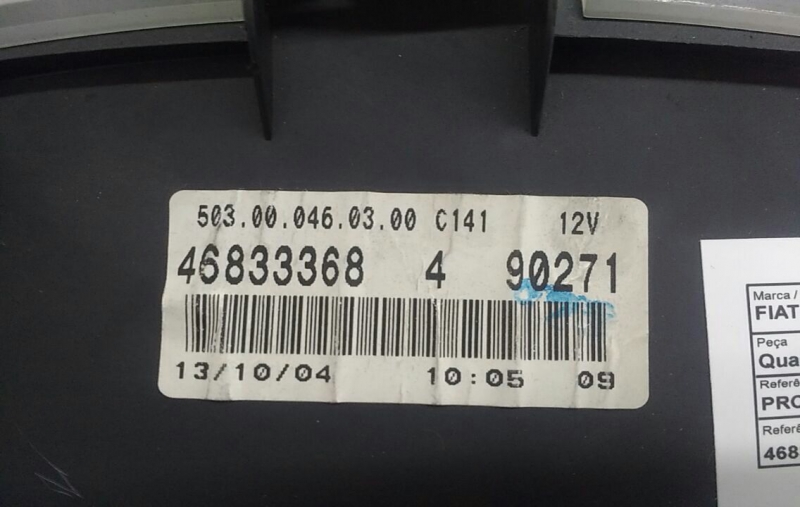 503.00.046.03.00 C141 12V
46833368 4 90271
13/10/04 10:05 09
Marca /
FIAT
Peça
Qua
Referê
PRO
Referê
468